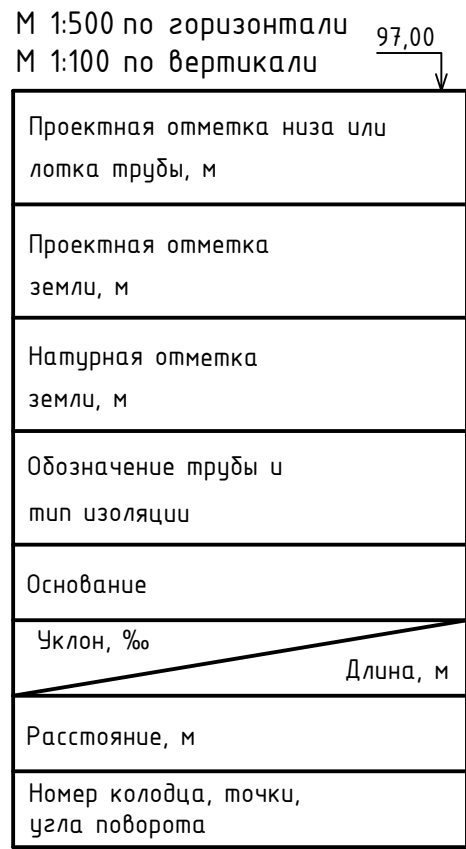 М 1:500 по горизонтали
97,00
М 1:100 по вертикали
Проектная отметка низа или
лотка трубы, м
Проектная отметка
земли, м
Натурная отметка
земли, м
Обозначение трубы и
тип изоляции
Основание
Уклон, ‰
Длина, м
Расстояние, м
Номер колодца, точки,
угла поворота